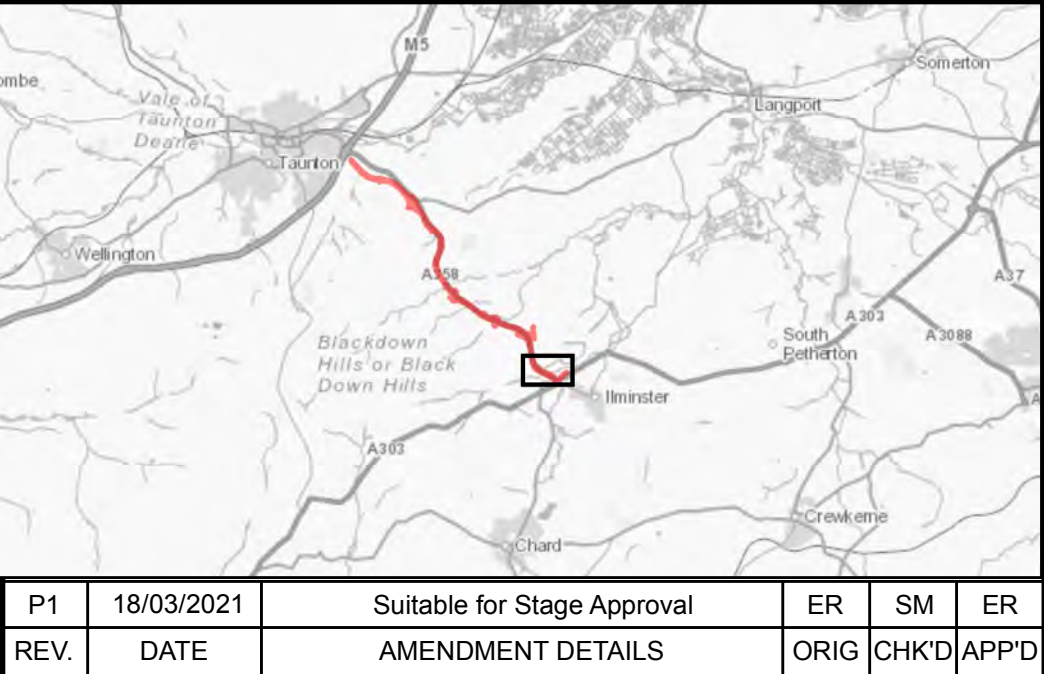 M5
Somerton
ombe
Vale of
Taunton
Deane
Langport
Taunton
Wellington
A358
A37
A303
A3088
South
Petherton
Blackdown
Hills or Black
Down Hills
Ilminster
A
A303
Crewkerne
Chard
P1 18/03/2021 Suitable for Stage Approval ER SM ER
REV. DATE AMENDMENT DETAILS ORIG CHK'D APP'D